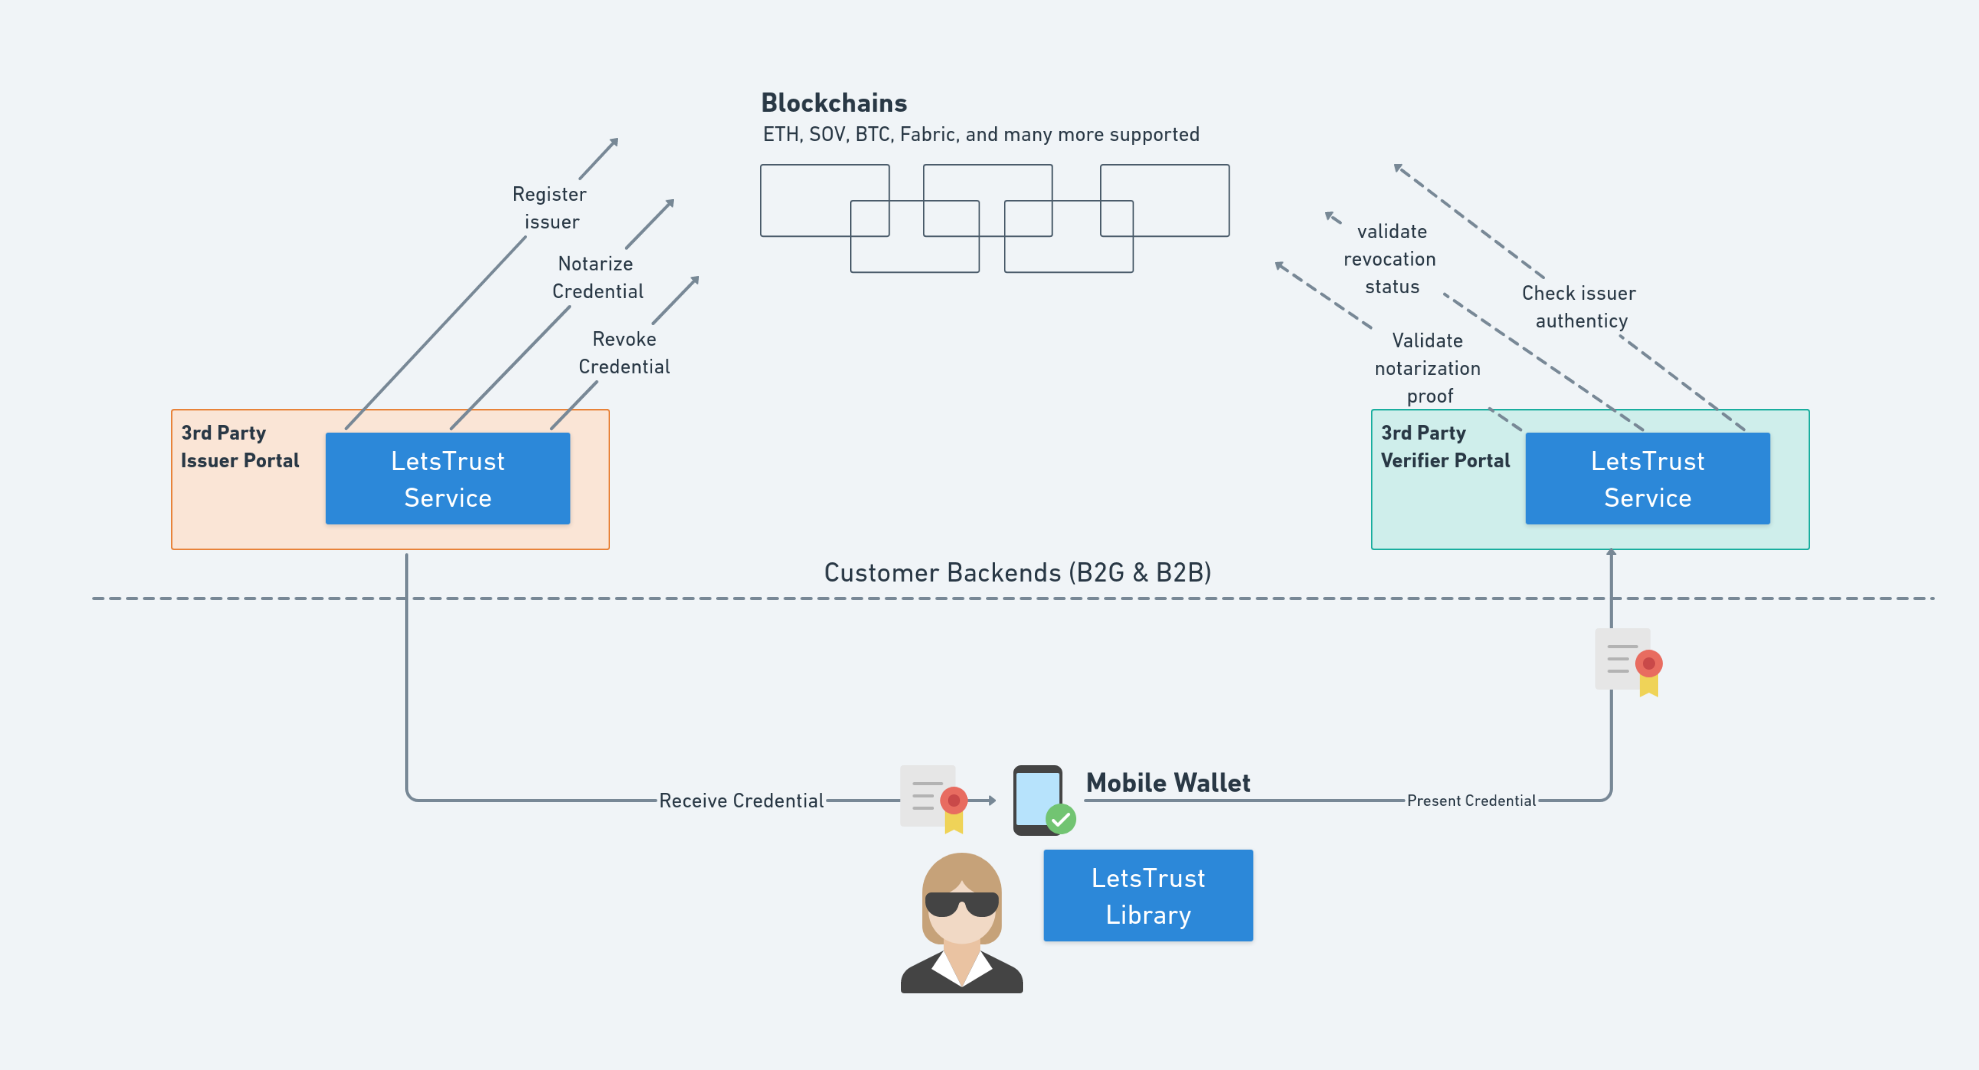 Blockchains
ETH, SOV, BTC, Fabric, and many more supported
Register
issuer
Notarize
Credential
Revoke
Credential
validate
revocation
status
Check issuer
authenticy
Validate
notarization
proof
3rd Party
Issuer Portal
LetsTrust
Service
3rd Party
Verifier Portal
LetsTrust
Service
Customer Backends (B2G & B2B)
Receive Credential
Mobile Wallet
Present Credential
LetsTrust
Library